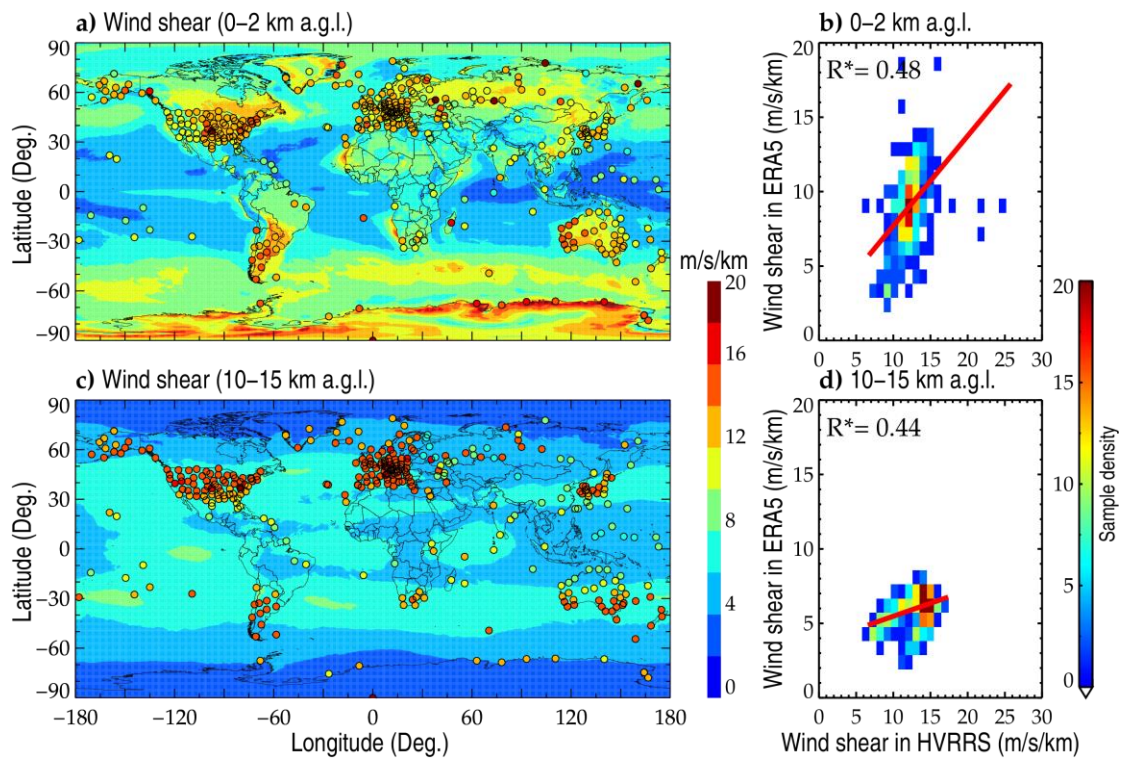 a) Wind shear (0–2 km a.g.l.)
90
60
30
0
−30
−60
−90
Latitude (Deg.)
b) 0–2 km a.g.l.
R*= 0.48
20
15
10
5
0
Wind shear in ERA5 (m/s/km)
0 5 10 15 20 25 30
m/s/km
20
16
12
8
4
0
c) Wind shear (10–15 km a.g.l.)
90
60
30
0
−30
−60
−90
Latitude (Deg.)
−180 −120 −60 0 60 120 180
Longitude (Deg.)
d) 10–15 km a.g.l.
R*= 0.44
20
15
10
5
0
Wind shear in ERA5 (m/s/km)
0 5 10 15 20 25 30
Wind shear in HVRRS (m/s/km)
20
15
10
5
0
Sample density